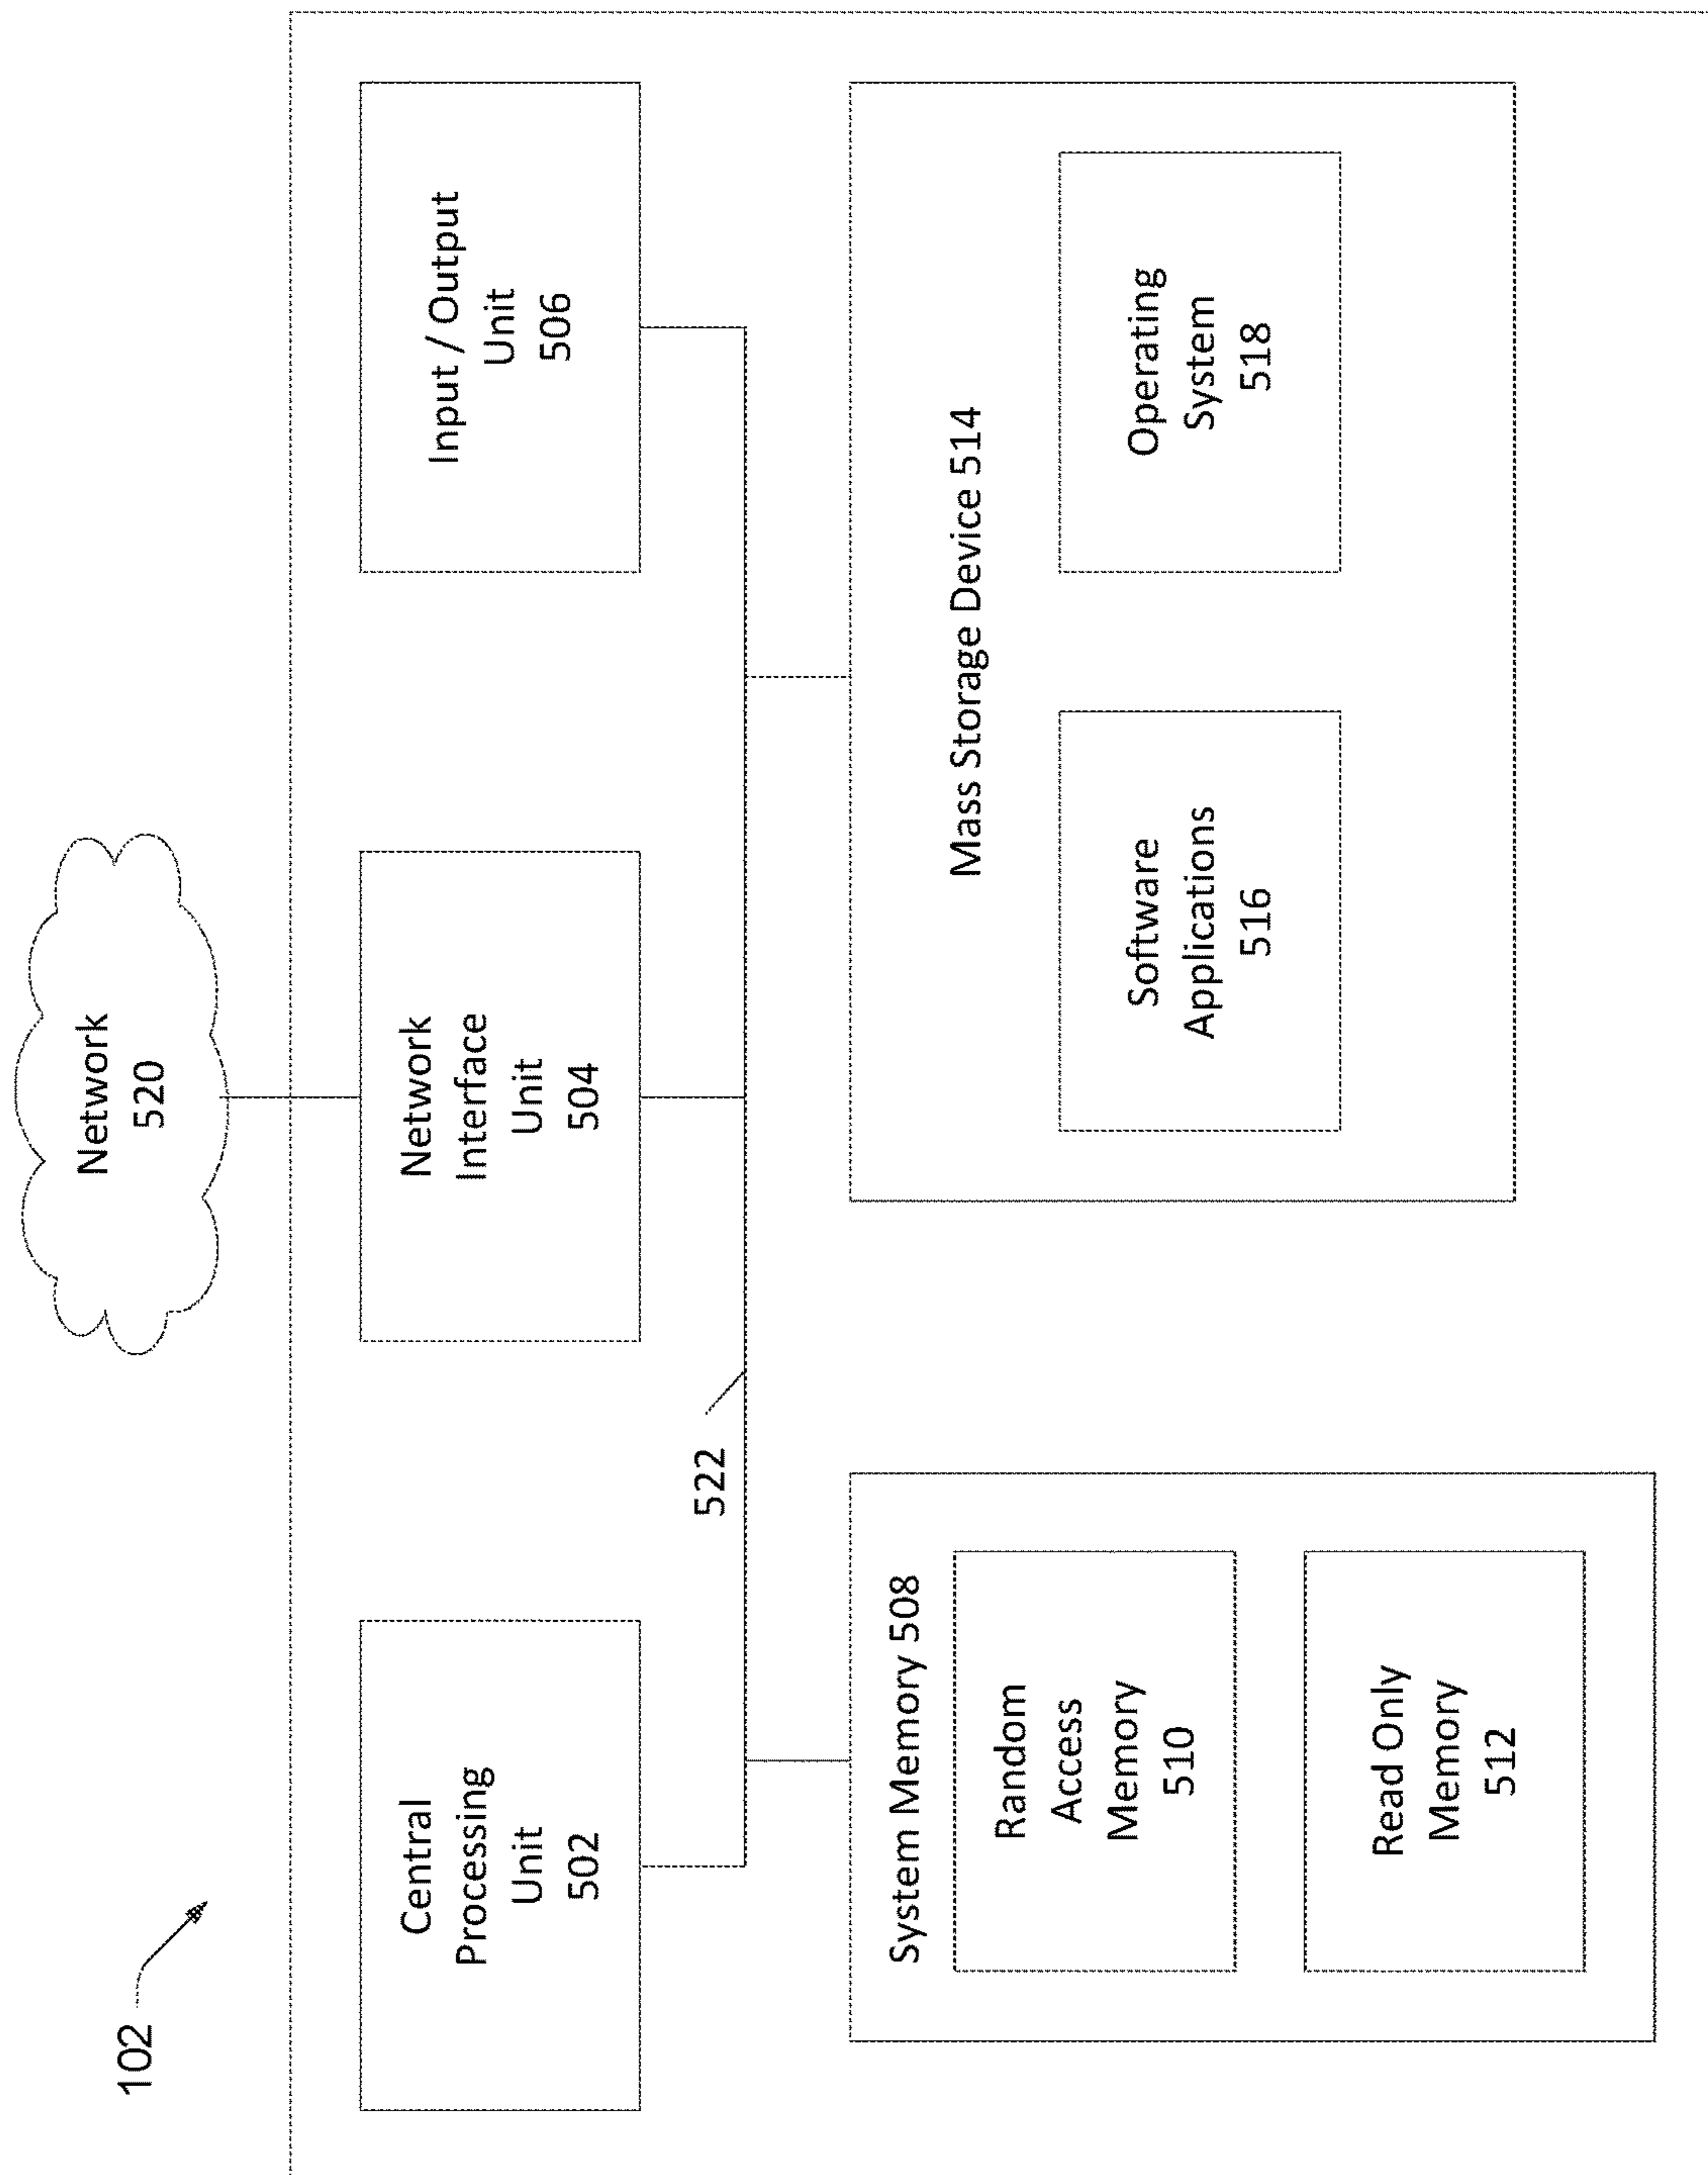 102
Network
520
Central
Processing
Unit
502
Network
Interface
Unit
504
Input / Output
Unit
506
522
System Memory 508
Random
Access
Memory
510
Read Only
Memory
512
Mass Storage Device 514
Software
Applications
516
Operating
System
518